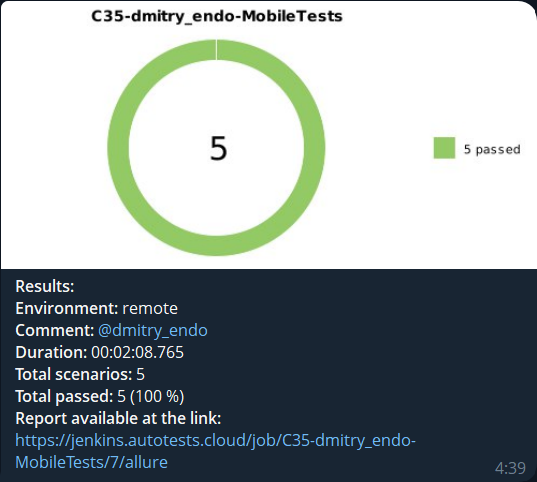 C35-dmitry_endo-MobileTests
5
5 passed
Results:
Environment: remote
Comment: @dmitry_endo
Duration: 00:02:08.765
Total scenarios: 5
Total passed: 5 (100 %)
Report available at the link:
https://jenkins.autotests.cloud/job/C35-dmitry_endo-
MobileTests/7/allure
4:39